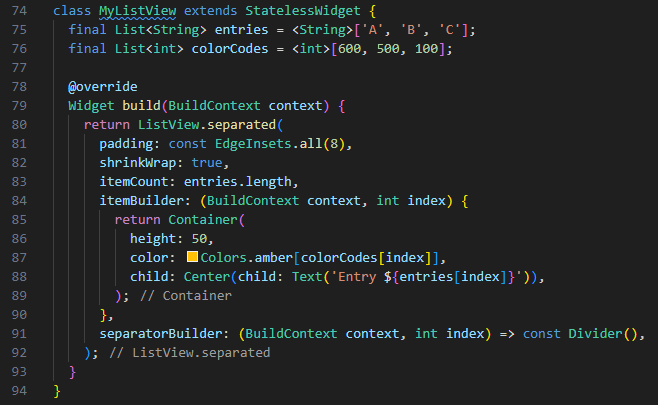 74 class MyListView extends StatelessWidget {
75   final List<String> entries = <String>['A', 'B', 'C'];
76   final List<int> colorCodes = <int>[600, 500, 100];
77
78   @override
79   Widget build(BuildContext context) {
80     return ListView.separated(
81       padding: const EdgeInsets.all(8),
82       shrinkWrap: true,
83       itemCount: entries.length,
84       itemBuilder: (BuildContext context, int index) {
85         return Container(
86           height: 50,
87           color: Colors.amber[colorCodes[index]],
88           child: Center(child: Text('Entry ${entries[index]}')),
89         ); // Container
90       },
91       separatorBuilder: (BuildContext context, int index) => const Divider(),
92     ); // ListView.separated
93   }
94 }